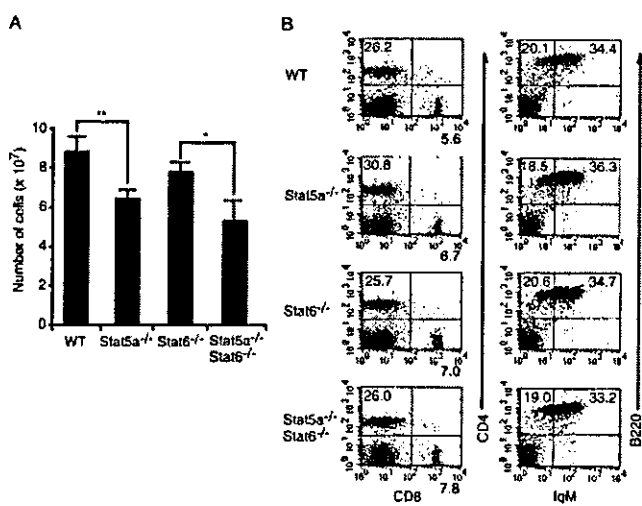 A
Number of cells (x 10⁷)
10
8
6
4
2
0
WT
Stat5a⁻/⁻
Stat6⁻/⁻
Stat5a⁻/⁻
Stat6⁻/⁻
**
*
B
WT
26.2
5.6
20.1 34.4
Stat5a⁻/⁻
30.8
6.7
18.5 36.3
Stat6⁻/⁻
25.7
7.0
20.6 34.7
Stat5a⁻/⁻
Stat6⁻/⁻
26.0
7.8
19.0 33.2
CD4
B220
CD8
IgM